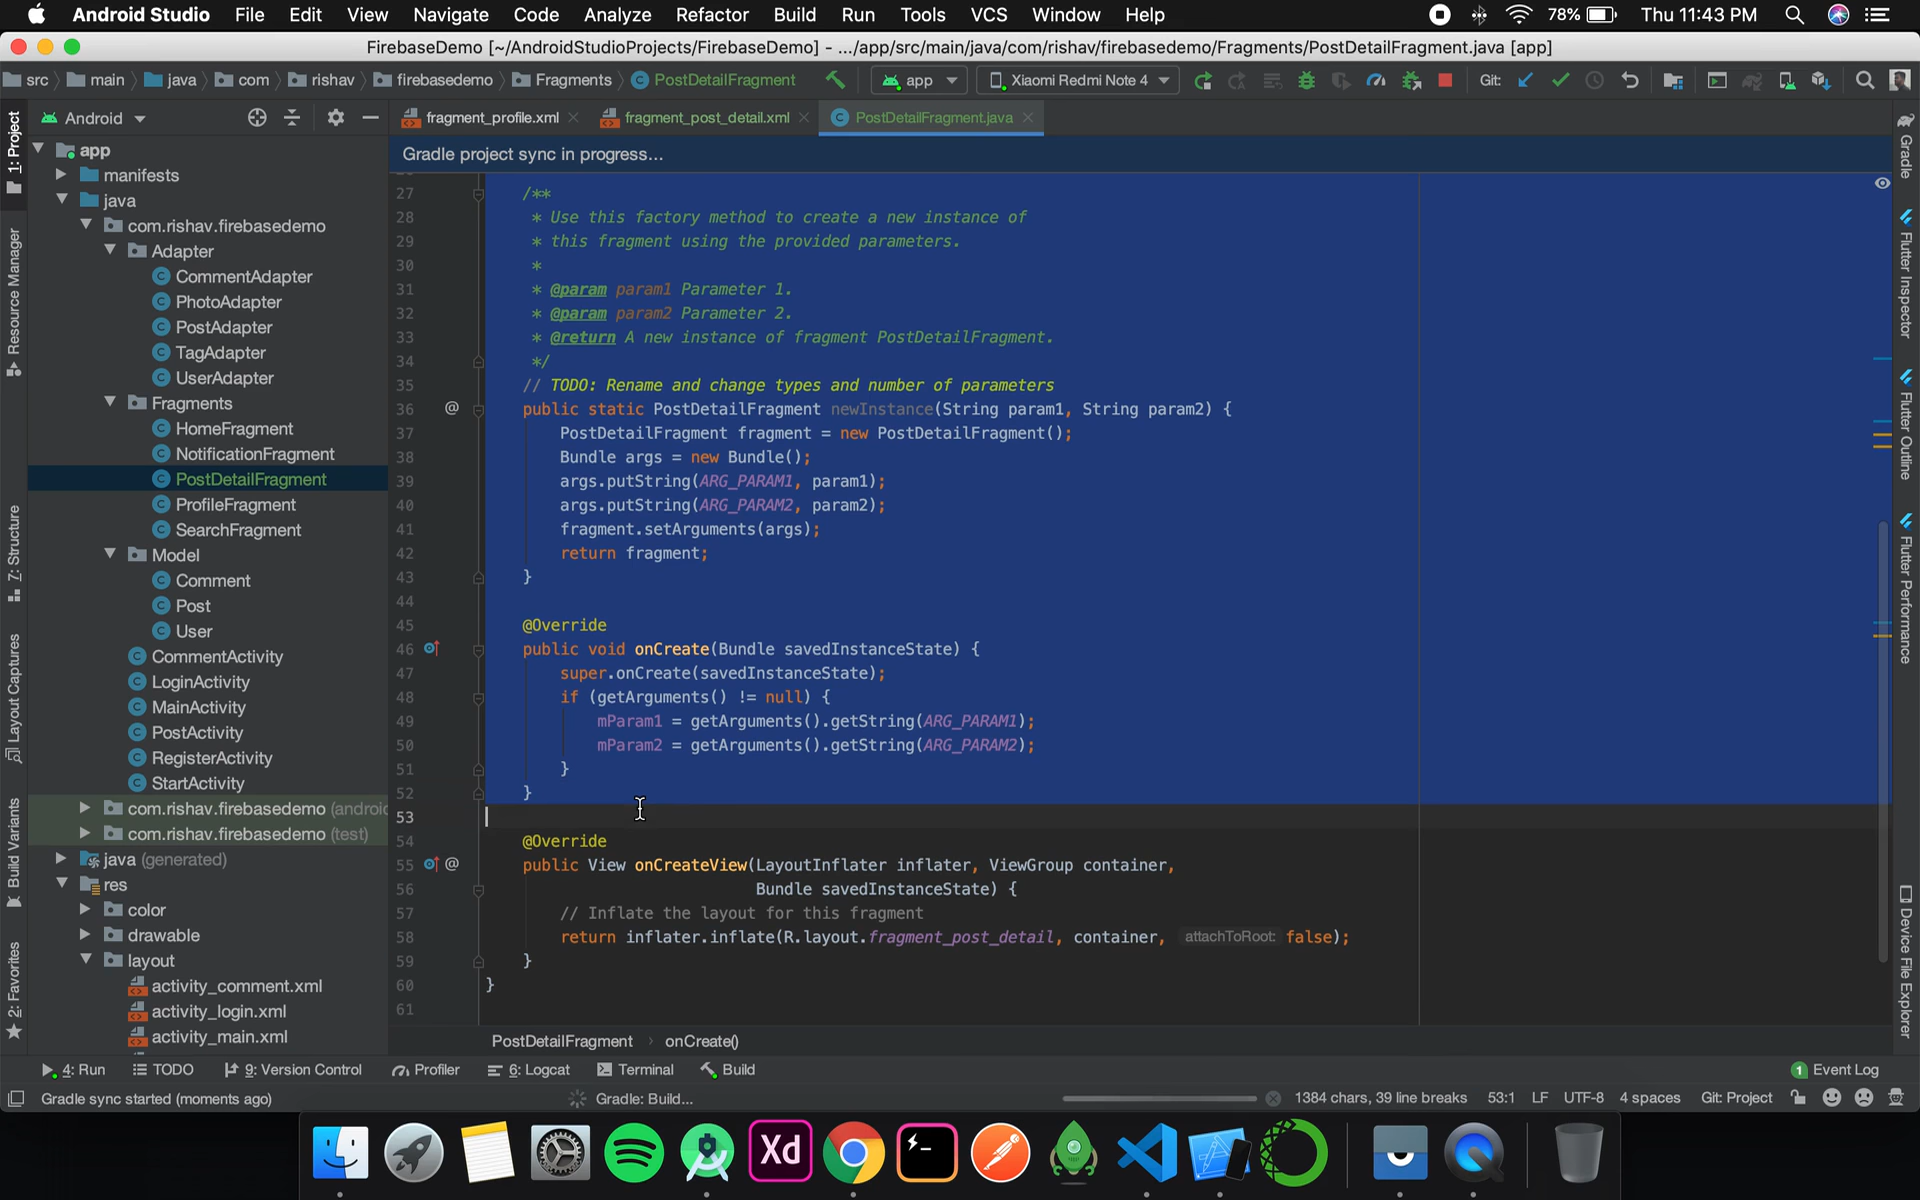 Android Studio File Edit View Navigate Code Analyze Refactor Build Run Tools VCS Window Help 78% Thu 11:43 PM
FirebaseDemo [~/AndroidStudioProjects/FirebaseDemo] - .../app/src/main/java/com/rishav/firebasedemo/Fragments/PostDetailFragment.java [app]
src main java com rishav firebasedemo Fragments PostDetailFragment app Xiaomi Redmi Note 4 Git:
Android
fragment_profile.xml fragment_post_detail.xml PostDetailFragment.java
Gradle project sync in progress...
1: Project
Resource Manager
7: Structure
Layout Captures
Build Variants
2: Favorites
app
manifests
java
com.rishav.firebasedemo
Adapter
CommentAdapter
PhotoAdapter
PostAdapter
TagAdapter
UserAdapter
Fragments
HomeFragment
NotificationFragment
PostDetailFragment
ProfileFragment
SearchFragment
Model
Comment
Post
User
CommentActivity
LoginActivity
MainActivity
PostActivity
RegisterActivity
StartActivity
com.rishav.firebasedemo (androic
com.rishav.firebasedemo (test)
java (generated)
res
color
drawable
layout
activity_comment.xml
activity_login.xml
activity_main.xml
27 /**
28 * Use this factory method to create a new instance of
29 * this fragment using the provided parameters.
30 *
31 * @param param1 Parameter 1.
32 * @param param2 Parameter 2.
33 * @return A new instance of fragment PostDetailFragment.
34 */
35 // TODO: Rename and change types and number of parameters
36 @ public static PostDetailFragment newInstance(String param1, String param2) {
37 PostDetailFragment fragment = new PostDetailFragment();
38 Bundle args = new Bundle();
39 args.putString(ARG_PARAM1, param1);
40 args.putString(ARG_PARAM2, param2);
41 fragment.setArguments(args);
42 return fragment;
43 }
44
45 @Override
46 public void onCreate(Bundle savedInstanceState) {
47 super.onCreate(savedInstanceState);
48 if (getArguments() != null) {
49 mParam1 = getArguments().getString(ARG_PARAM1);
50 mParam2 = getArguments().getString(ARG_PARAM2);
51 }
52 }
53
54 @Override
55 @ public View onCreateView(LayoutInflater inflater, ViewGroup container,
56 Bundle savedInstanceState) {
57 // Inflate the layout for this fragment
58 return inflater.inflate(R.layout.fragment_post_detail, container, attachToRoot: false);
59 }
60 }
61
PostDetailFragment onCreate()
Gradle
Flutter Inspector
Flutter Outline
Flutter Performance
Device File Explorer
4: Run TODO 9: Version Control Profiler 6: Logcat Terminal Build 1 Event Log
Gradle sync started (moments ago) Gradle: Build... 1384 chars, 39 line breaks 53:1 LF UTF-8 4 spaces Git: Project
Xd